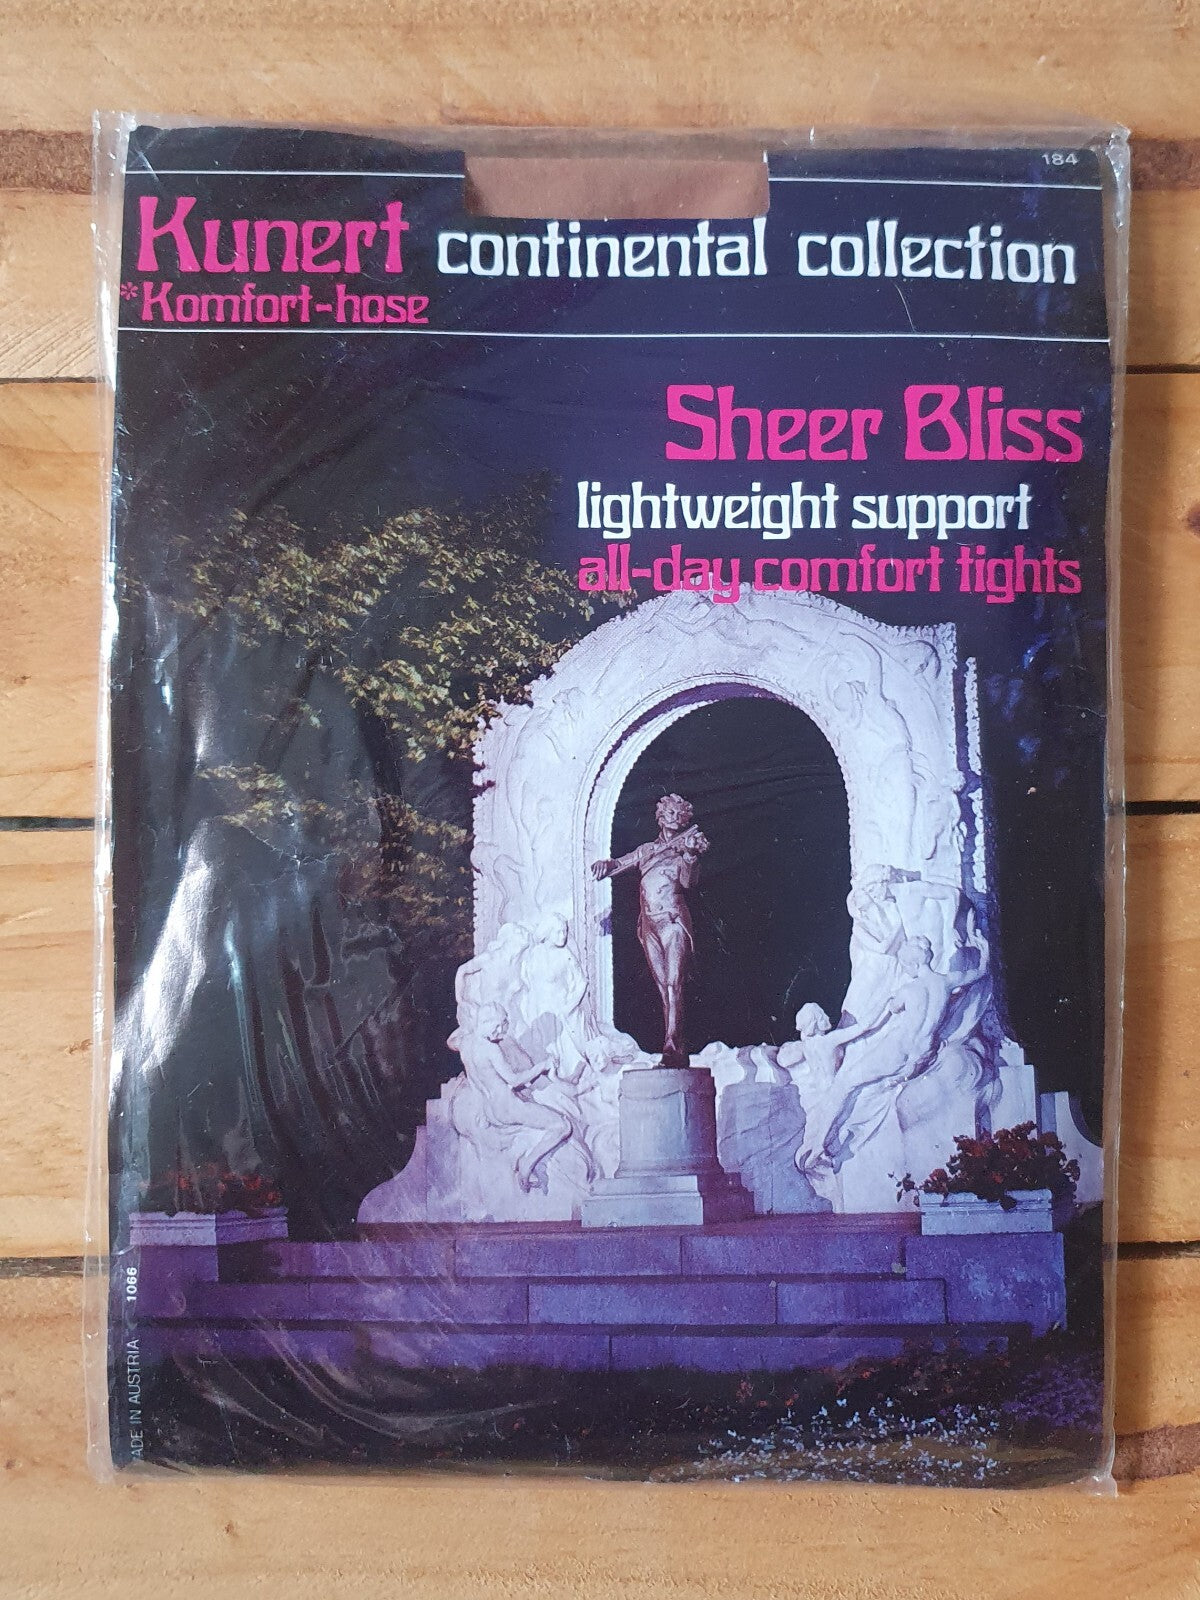 184
Kunert continental collection
*Komfort-hose
Sheer Bliss
lightweight support
all-day comfort tights
ADE IN AUSTRIA 1066